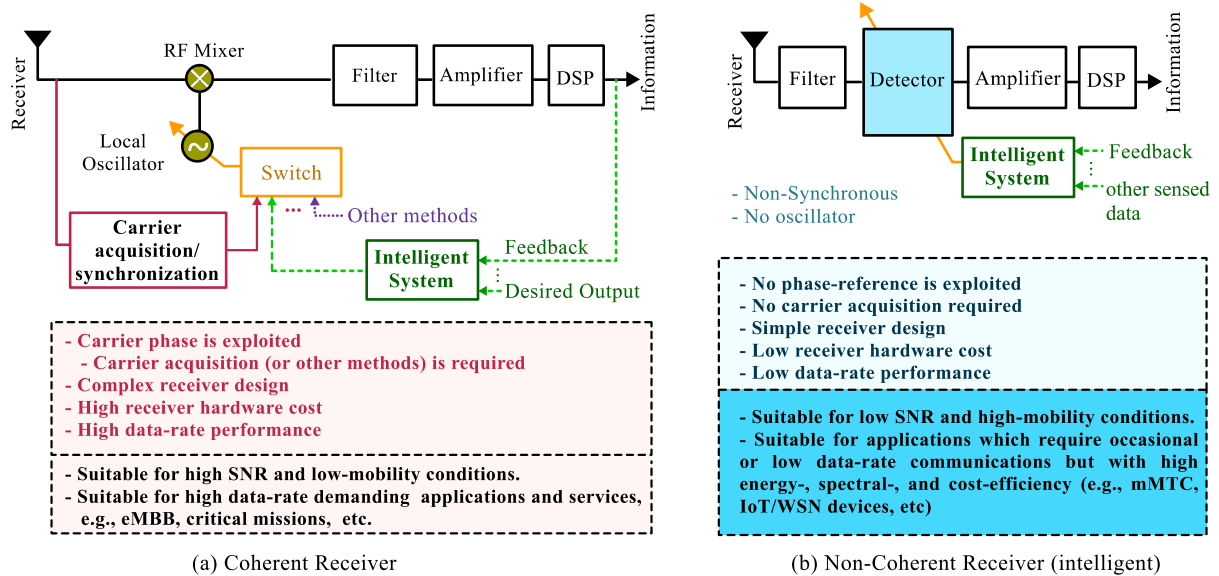 Receiver
RF Mixer
Local
Oscillator
Filter
Amplifier
DSP
Information
Switch
...
Other methods
Carrier
acquisition/
synchronization
Intelligent
System
Feedback
Desired Output
- Carrier phase is exploited
- Carrier acquisition (or other methods) is required
- Complex receiver design
- High receiver hardware cost
- High data-rate performance
- Suitable for high SNR and low-mobility conditions.
- Suitable for high data-rate demanding applications and services,
e.g., eMBB, critical missions, etc.
(a) Coherent Receiver
Receiver
Filter
Detector
Amplifier
DSP
Information
Intelligent
System
Feedback
other sensed
data
- Non-Synchronous
- No oscillator
- No phase-reference is exploited
- No carrier acquisition required
- Simple receiver design
- Low receiver hardware cost
- Low data-rate performance
- Suitable for low SNR and high-mobility conditions.
- Suitable for applications which require occasional
or low data-rate communications but with high
energy-, spectral-, and cost-efficiency (e.g., mMTC,
IoT/WSN devices, etc)
(b) Non-Coherent Receiver (intelligent)